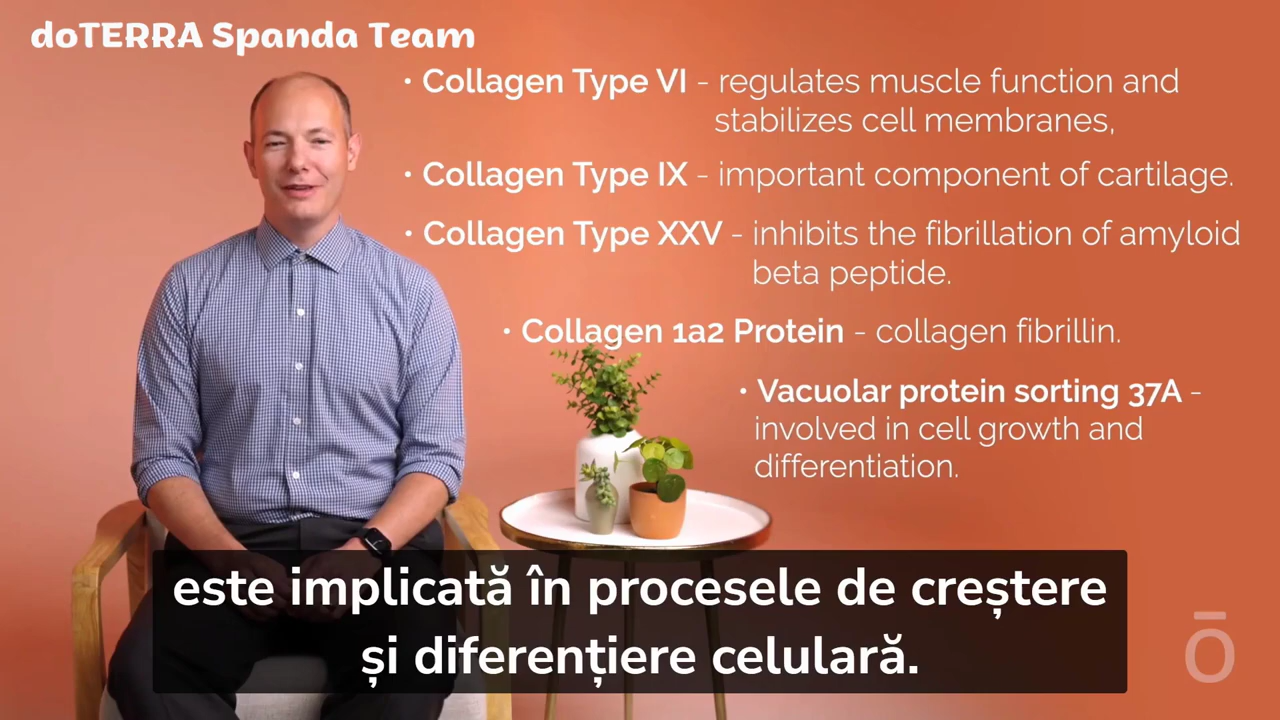 doTERRA Spanda Team
• Collagen Type VI - regulates muscle function and
stabilizes cell membranes,
• Collagen Type IX - important component of cartilage.
• Collagen Type XXV - inhibits the fibrillation of amyloid
beta peptide.
• Collagen 1a2 Protein - collagen fibrillin.
• Vacuolar protein sorting 37A -
involved in cell growth and
differentiation.
este implicată în procesele de creștere
și diferențiere celulară.
ō